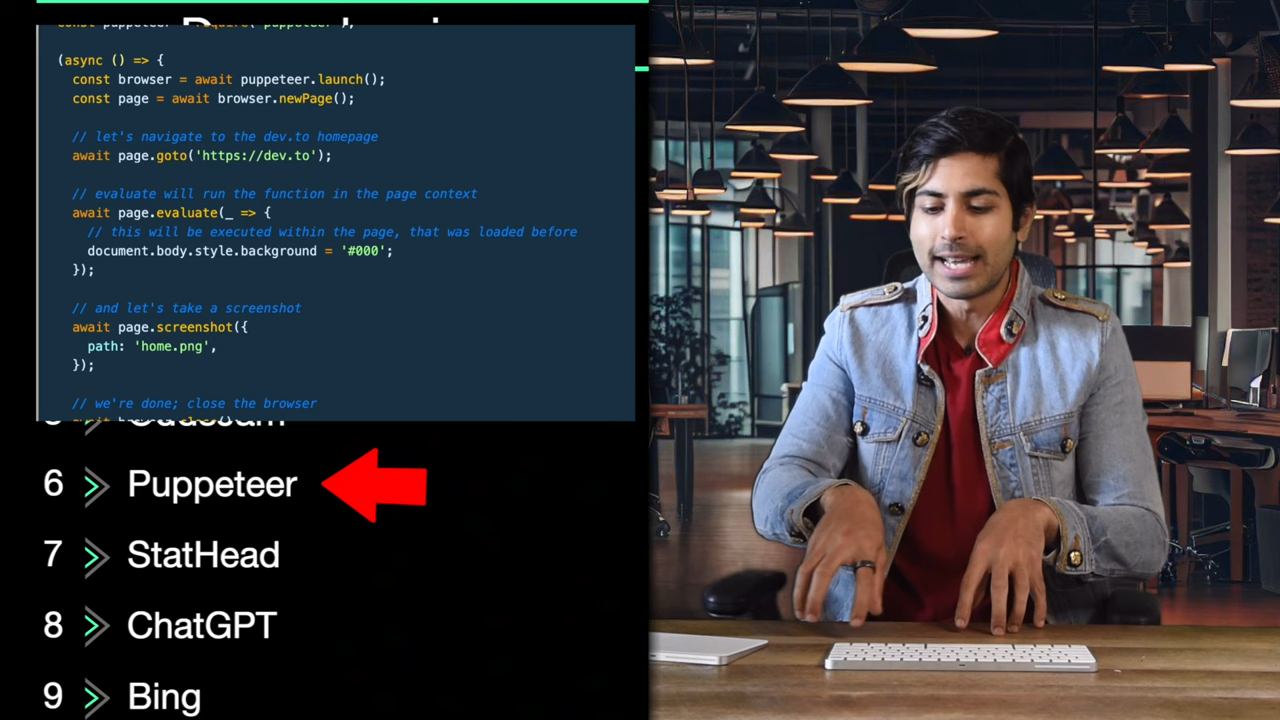 (async () => {
const browser = await puppeteer.launch();
const page = await browser.newPage();
// let's navigate to the dev.to homepage
await page.goto('https://dev.to');
// evaluate will run the function in the page context
await page.evaluate(_ => {
// this will be executed within the page, that was loaded before
document.body.style.background = '#000';
});
// and let's take a screenshot
await page.screenshot({
path: 'home.png',
});
// we're done; close the browser
6 Puppeteer
7 StatHead
8 ChatGPT
9 Bing